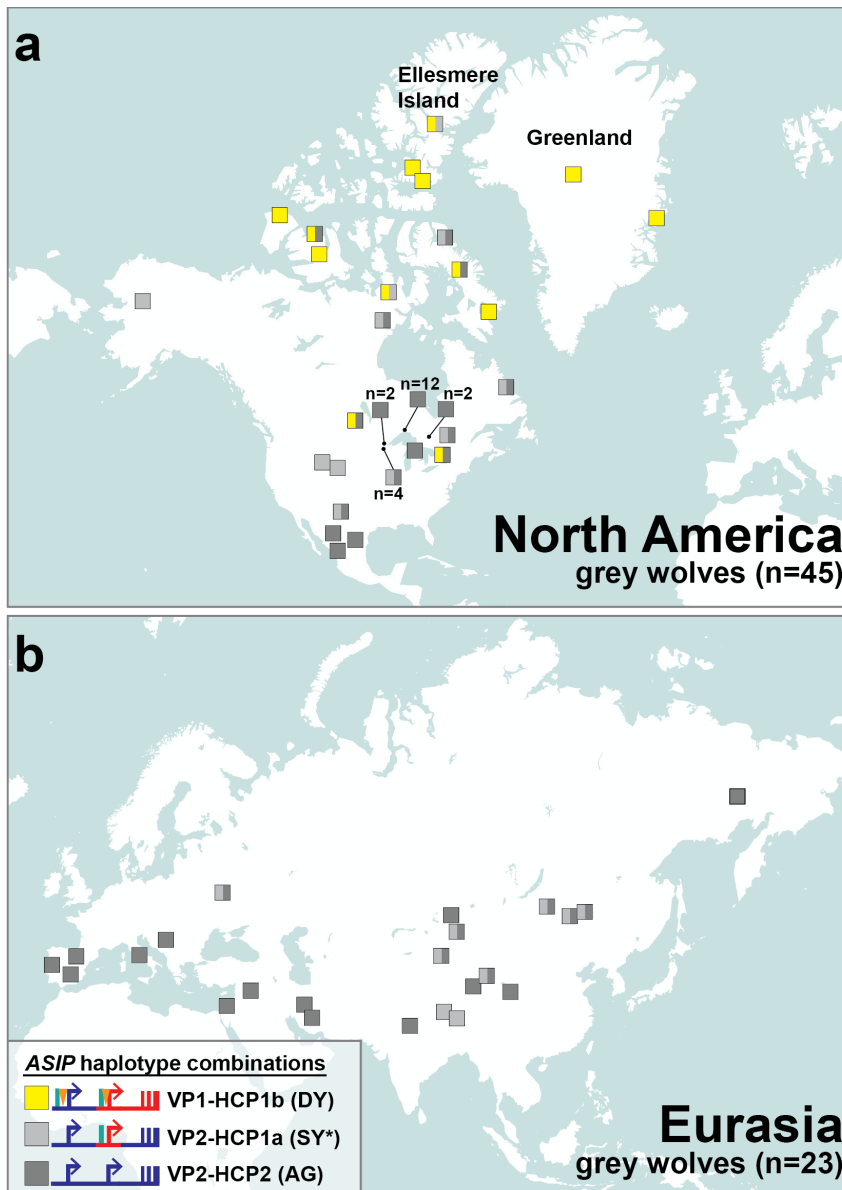 a
Ellesmere
Island
Greenland
n=2
n=12
n=2
n=4
North America
grey wolves (n=45)
b
ASIP haplotype combinations
VP1-HCP1b (DY)
VP2-HCP1a (SY*)
VP2-HCP2 (AG)
Eurasia
grey wolves (n=23)